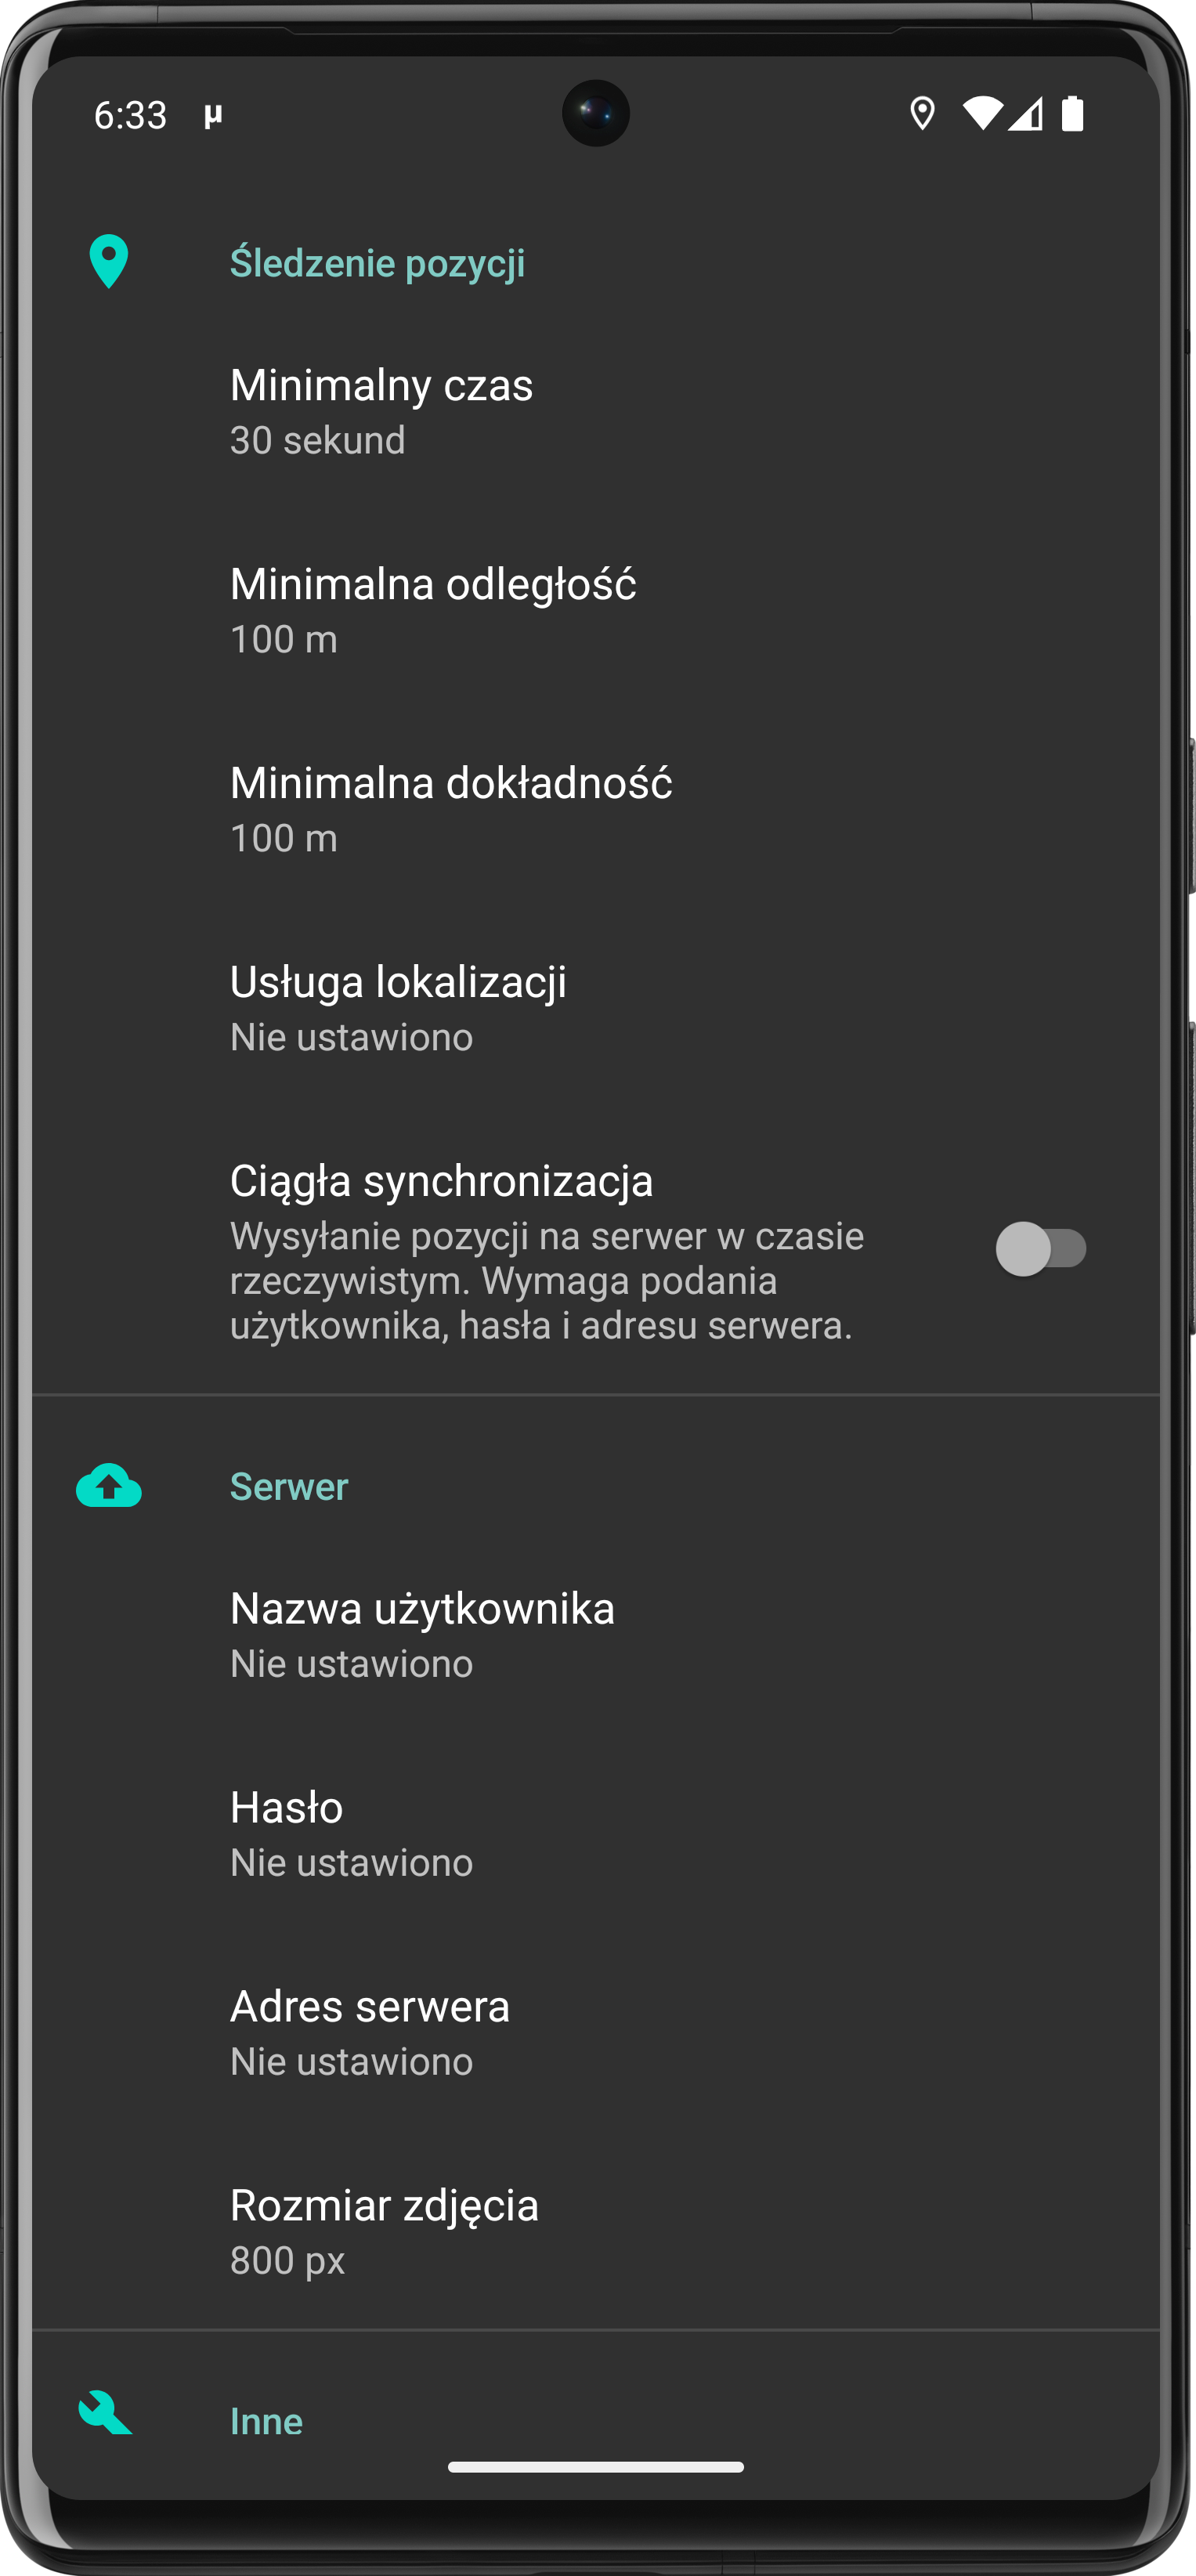 6:33 µ
Śledzenie pozycji
Minimalny czas
30 sekund
Minimalna odległość
100 m
Minimalna dokładność
100 m
Usługa lokalizacji
Nie ustawiono
Ciągła synchronizacja
Wysyłanie pozycji na serwer w czasie
rzeczywistym. Wymaga podania
użytkownika, hasła i adresu serwera.
Serwer
Nazwa użytkownika
Nie ustawiono
Hasło
Nie ustawiono
Adres serwera
Nie ustawiono
Rozmiar zdjęcia
800 px
Inne